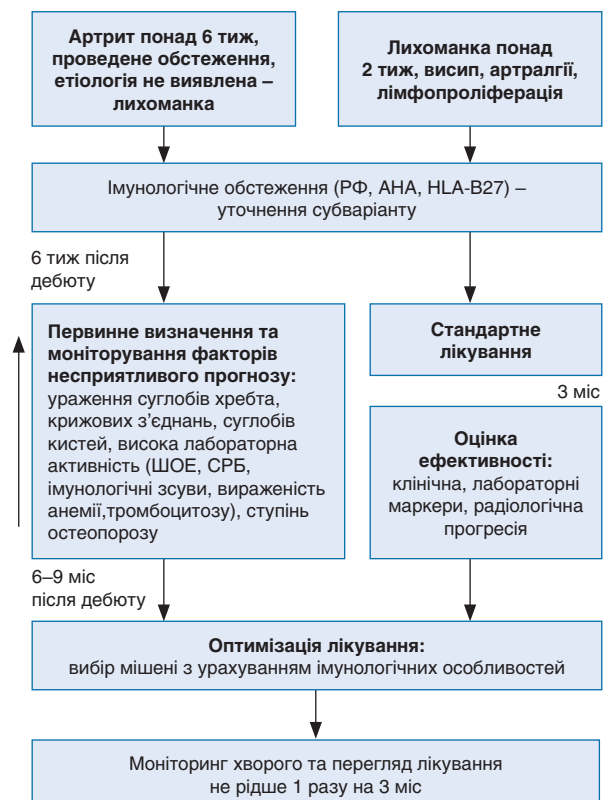 Артрит понад 6 тиж,
проведене обстеження,
етіологія не виявлена –
лихоманка
Лихоманка понад
2 тиж, висип, артралгії,
лімфопроліферація
Імунологічне обстеження (РФ, АНА, HLA-B27) –
уточнення субваріанту
6 тиж після
дебюту
Первинне визначення та
моніторування факторів
несприятливого прогнозу:
ураження суглобів хребта,
крижових з’єднань, суглобів
кистей, висока лабораторна
активність (ШОЕ, СРБ,
імунологічні зсуви, вираженість
анемії,тромбоцитозу), ступінь
остеопорозу
Стандартне
лікування
3 міс
Оцінка
ефективності:
клінічна, лабораторні
маркери, радіологічна
прогресія
6–9 міс
після дебюту
Оптимізація лікування:
вибір мішені з урахуванням імунологічних особливостей
Моніторинг хворого та перегляд лікування
не рідше 1 разу на 3 міс